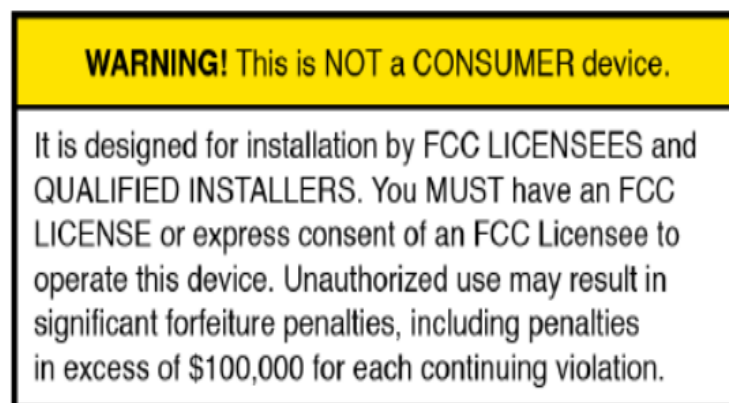 WARNING! This is NOT a CONSUMER device.
It is designed for installation by FCC LICENSEES and
QUALIFIED INSTALLERS. You MUST have an FCC
LICENSE or express consent of an FCC Licensee to
operate this device. Unauthorized use may result in
significant forfeiture penalties, including penalties
in excess of $100,000 for each continuing violation.